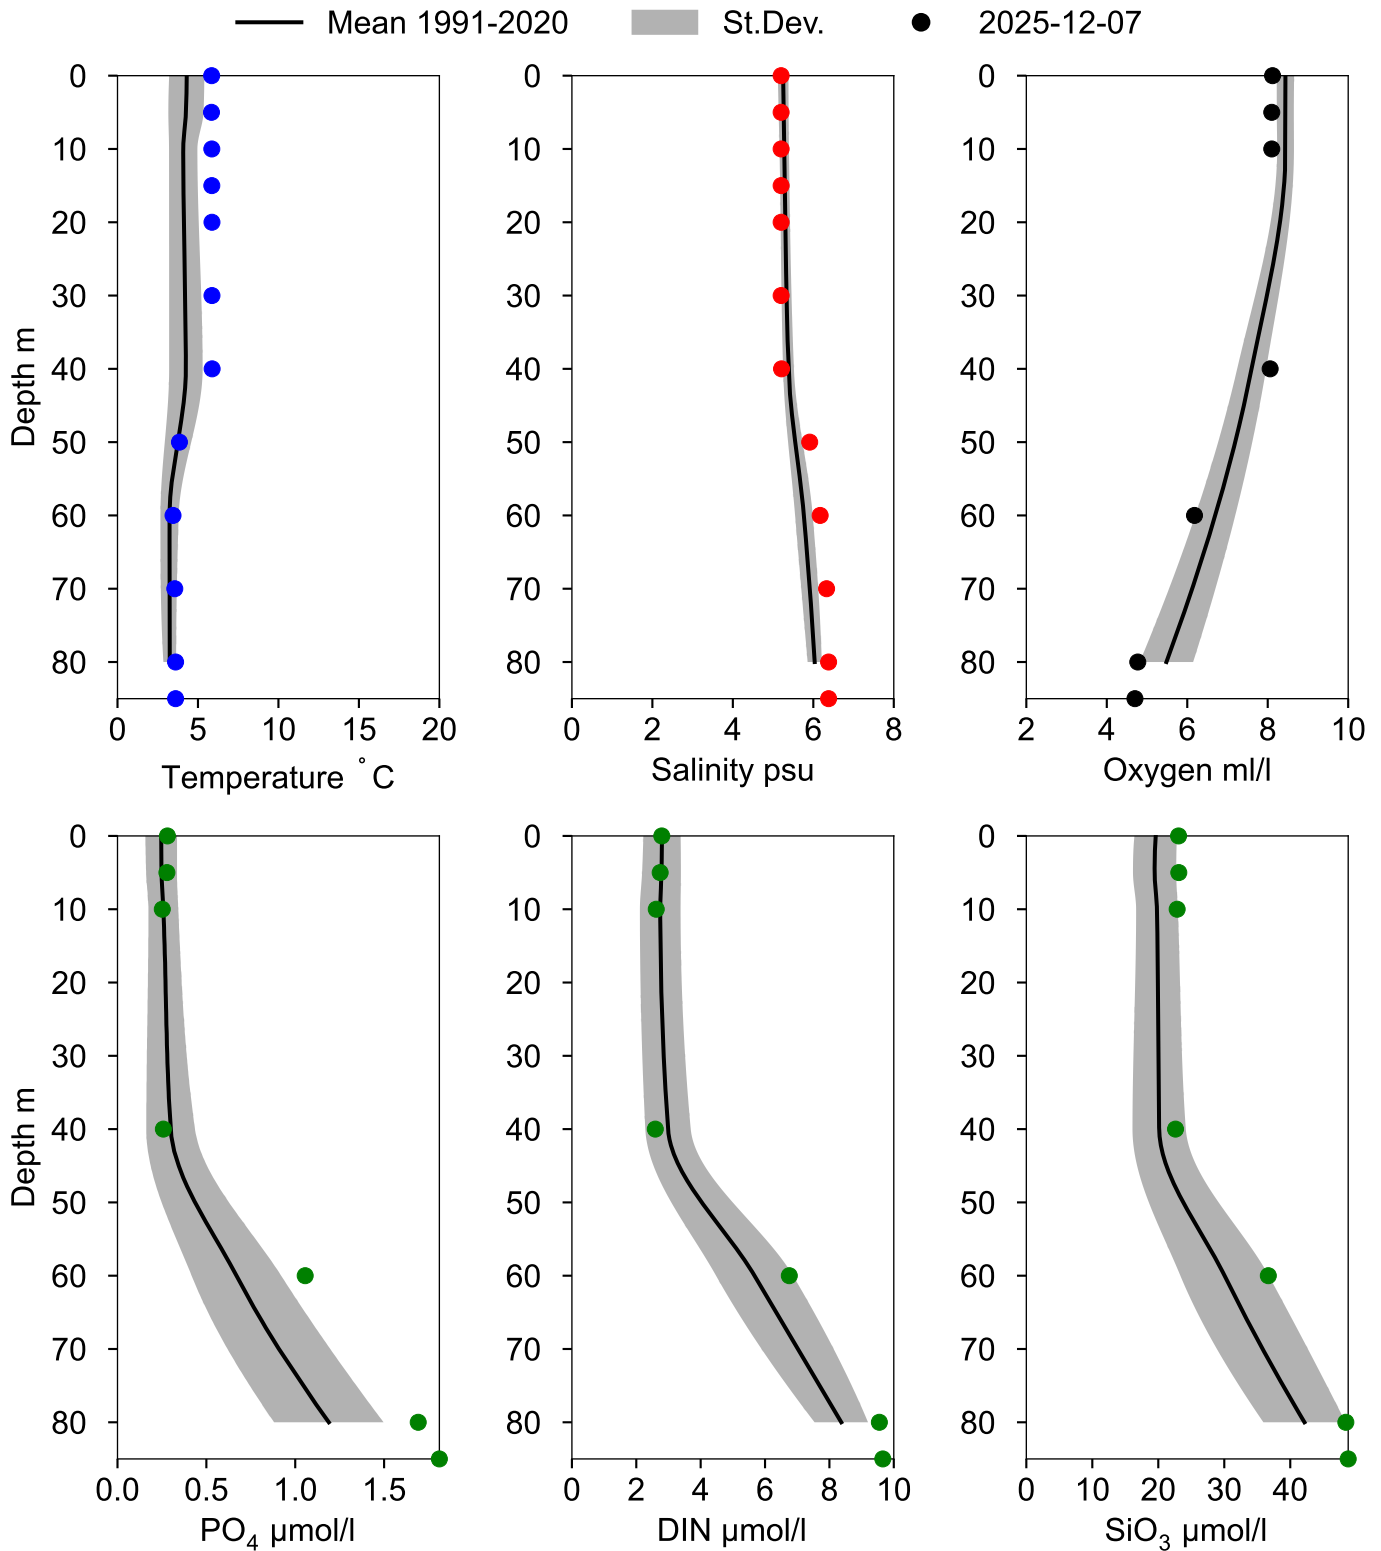 Mean 1991-2020 St.Dev. 2025-12-07
0 0 0
10 10 10
20 20 20
30 30 30
40 40 40
50 50 50
60 60 60
70 70 70
80 80 80
Depth m
0 5 10 15 20 0 2 4 6 8 2 4 6 8 10
Temperature °C Salinity psu Oxygen ml/l
0 0 0
10 10 10
20 20 20
30 30 30
40 40 40
50 50 50
60 60 60
70 70 70
80 80 80
Depth m
0.0 0.5 1.0 1.5 0 2 4 6 8 10 0 10 20 30 40
PO4 µmol/l DIN µmol/l SiO3 µmol/l